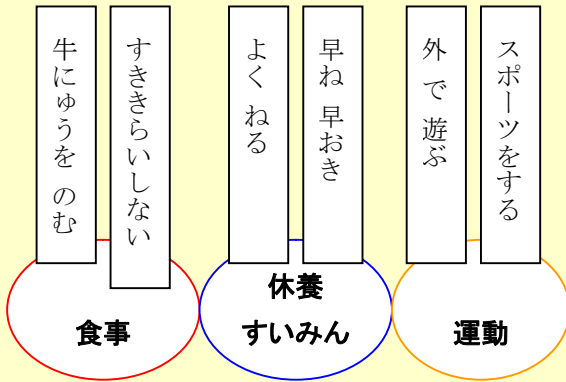 スポーツをする
外 で 遊ぶ
早ね 早おき
よく ねる
すききらいしない
牛にゅうを のむ
運動
休養
すいみん
食事